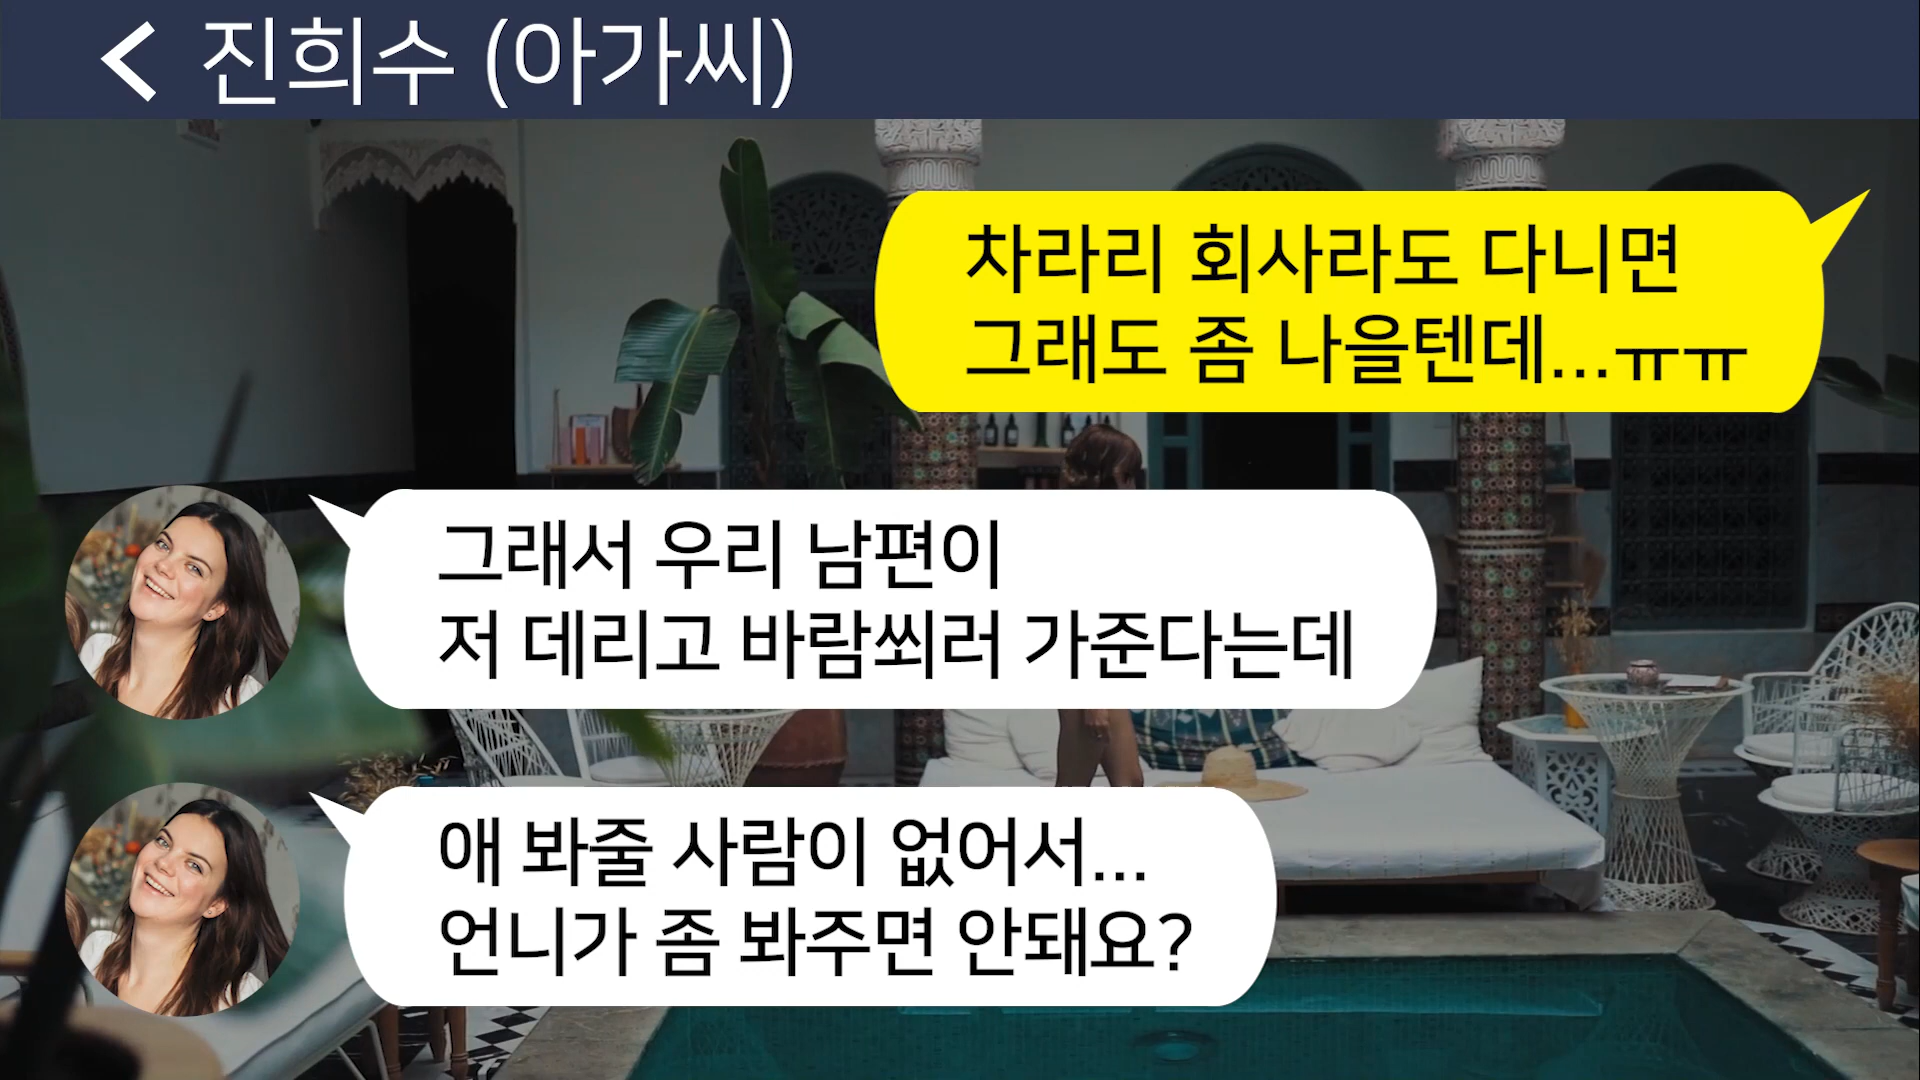 진희수 (아가씨)
차라리 회사라도 다니면
그래도 좀 나을텐데...ㅠㅠ
그래서 우리 남편이
저 데리고 바람쐬러 가준다는데
애 봐줄 사람이 없어서...
언니가 좀 봐주면 안돼요?